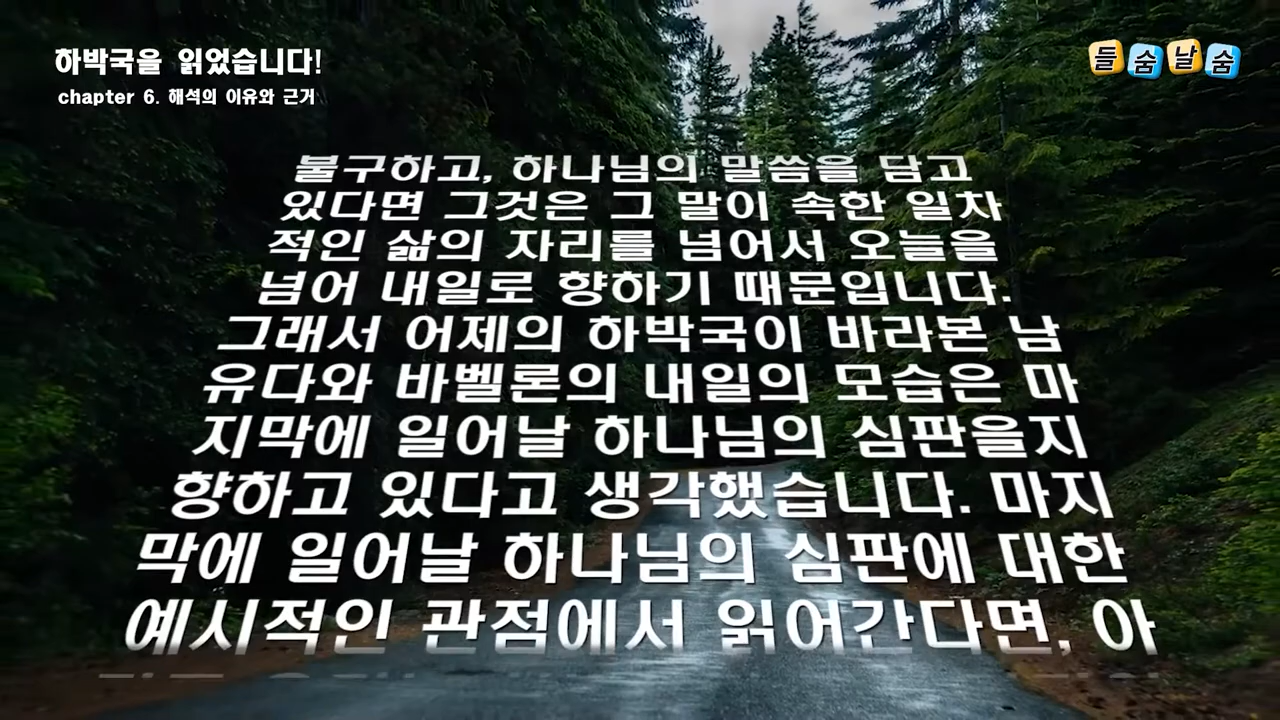 하박국을 읽었습니다!
chapter 6. 해석의 이유와 근거
들숨날숨
불구하고, 하나님의 말씀을 담고
있다면 그것은 그 말이 속한 일차
적인 삶의 자리를 넘어서 오늘을
넘어 내일로 향하기 때문입니다.
그래서 어제의 하박국이 바라본 남
유다와 바벨론의 내일의 모습은 마
지막에 일어날 하나님의 심판을지
향하고 있다고 생각했습니다. 마지
막에 일어날 하나님의 심판에 대한
예시적인 관점에서 읽어간다면, 아